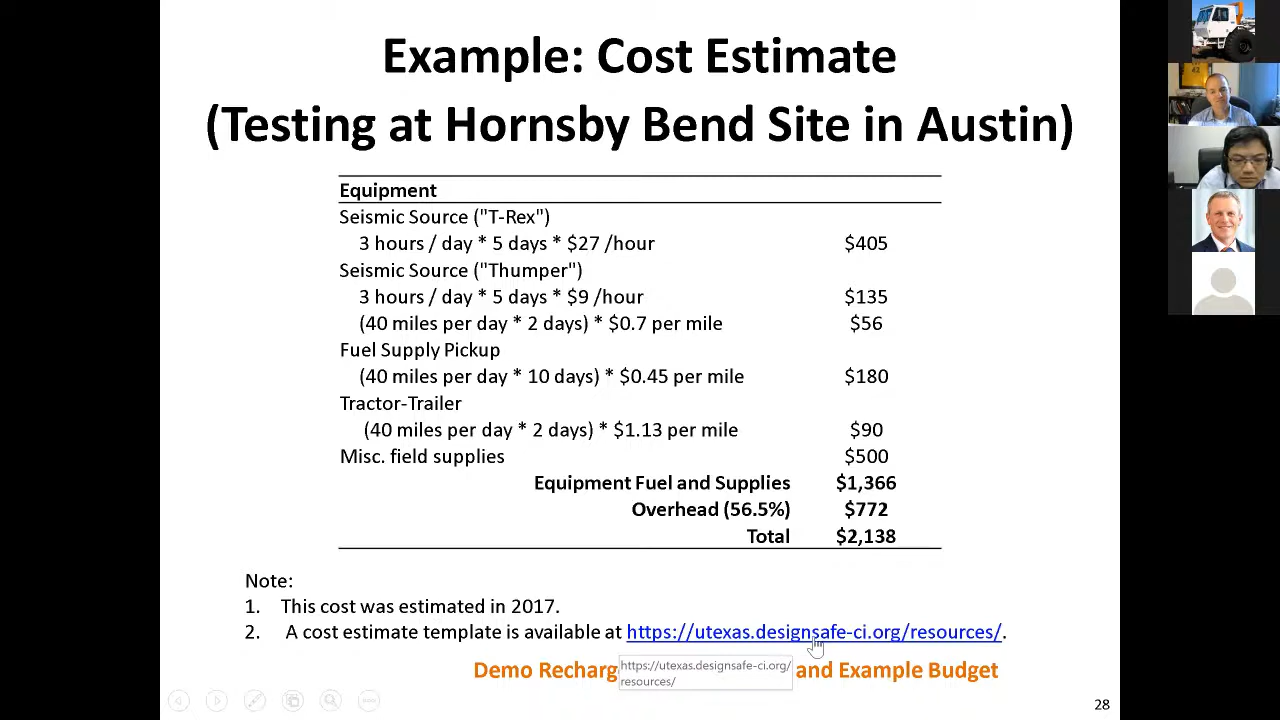 Example: Cost Estimate
(Testing at Hornsby Bend Site in Austin)
Equipment
Seismic Source ("T-Rex")
3 hours / day * 5 days * $27 /hour $405
Seismic Source ("Thumper")
3 hours / day * 5 days * $9 /hour $135
(40 miles per day * 2 days) * $0.7 per mile $56
Fuel Supply Pickup
(40 miles per day * 10 days) * $0.45 per mile $180
Tractor-Trailer
(40 miles per day * 2 days) * $1.13 per mile $90
Misc. field supplies $500
Equipment Fuel and Supplies $1,366
Overhead (56.5%) $772
Total $2,138
Note:
1. This cost was estimated in 2017.
2. A cost estimate template is available at https://utexas.designsafe-ci.org/resources/.
Demo Recharg and Example Budget
https://utexas.designsafe-ci.org/
resources/
28